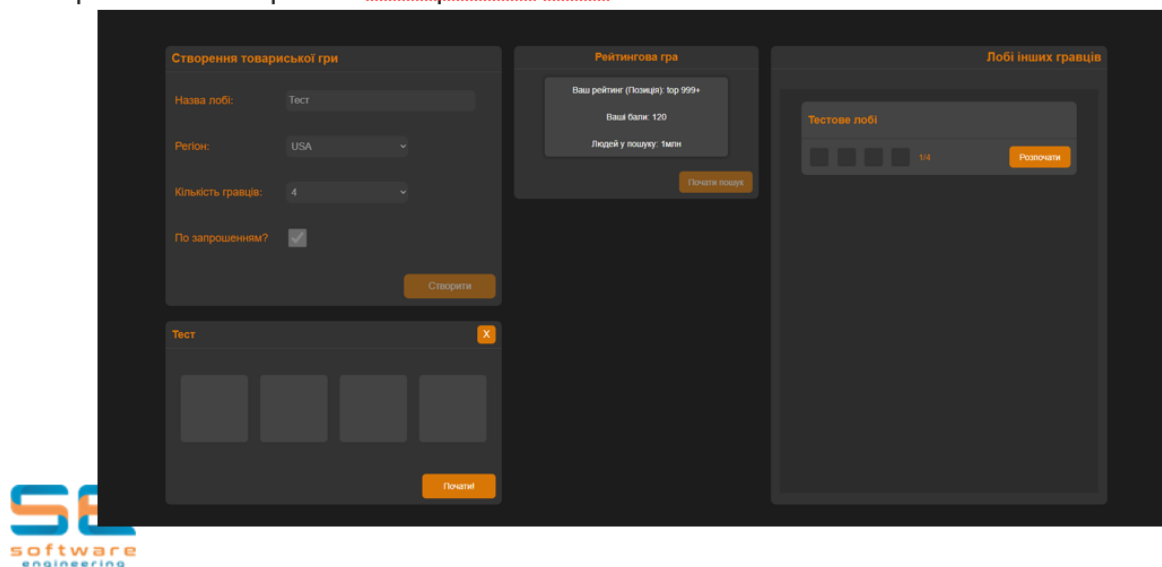 Створення товариської гри
Назва лобі: Тест
Регіон: USA
Кількість гравців: 4
По запрошенням?
Створити
Тест X
Почати!
Рейтингова гра
Ваш рейтинг (Позиція): top 999+
Ваші бали: 120
Людей у пошуку: 1млн
Почати пошук
Лобі інших гравців
Тестове лобі
1/4 Розпочати
SE
software
engineering